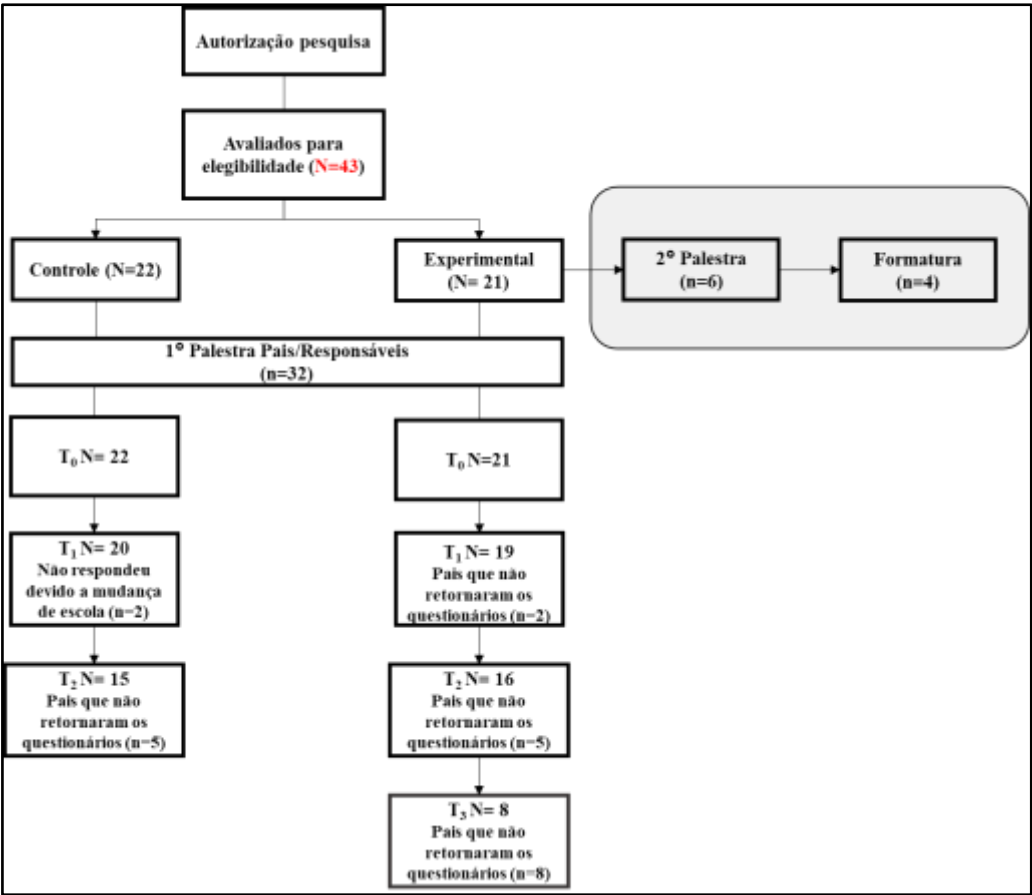 Autorização pesquisa
Avaliados para
elegibilidade (N=43)
Controle (N=22)
Experimental
(N= 21)
2° Palestra
(n=6)
Formatura
(n=4)
1° Palestra Pais/Responsáveis
(n=32)
T₀ N= 22
T₀ N=21
T₁ N= 20
Não respondeu
devido a mudança
de escola (n=2)
T₁ N= 19
Pais que não
retornaram os
questionários (n=2)
T₂ N= 15
Pais que não
retornaram os
questionários (n=5)
T₂ N= 16
Pais que não
retornaram os
questionários (n=5)
T₃ N= 8
Pais que não
retornaram os
questionários (n=8)